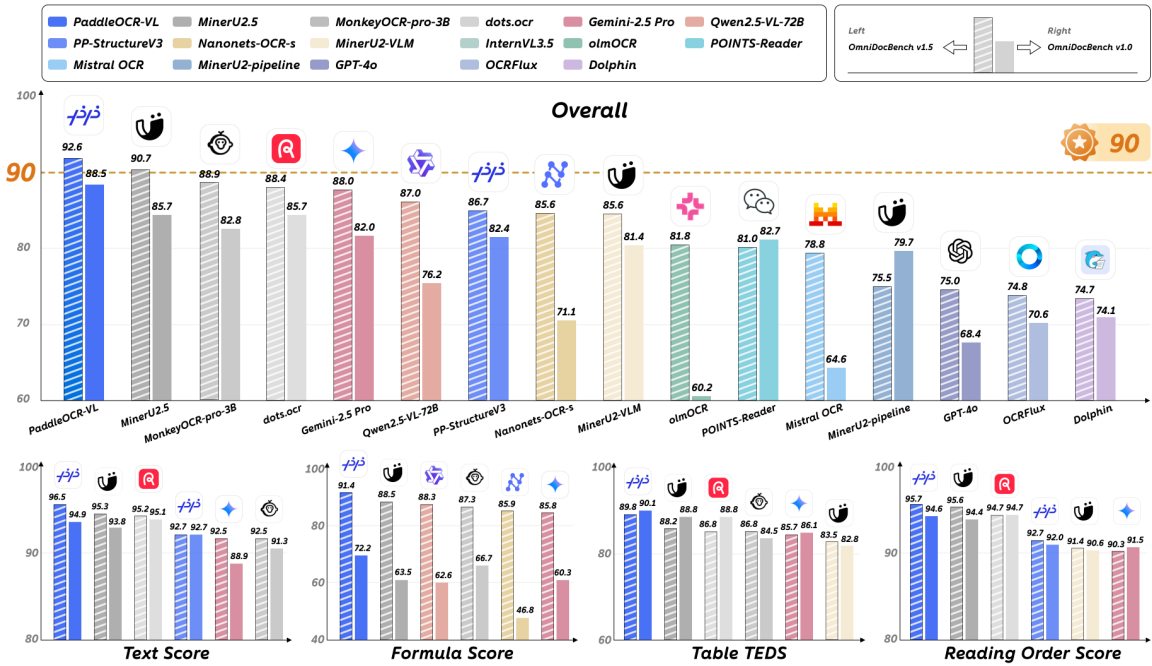 PaddleOCR-VL MinerU2.5 MonkeyOCR-pro-3B dots.ocr Gemini-2.5 Pro Qwen2.5-VL-72B
PP-StructureV3 Nanonets-OCR-s MinerU2-VLM InternVL3.5 olmOCR POINTS-Reader
Mistral OCR MinerU2-pipeline GPT-4o OCRFlux Dolphin
Left Right
OmniDocBench v1.5 OmniDocBench v1.0
Overall
100
90
80
70
60
90
92.6 88.5
90.7 85.7
88.9 82.8
88.4 85.7
88.0 82.0
87.0 76.2
86.7 82.4
85.6 71.1
85.6 81.4
81.8 60.2
81.0 82.7
78.8 64.6
75.5 79.7
75.0 68.4
74.8 70.6
74.7 74.1
PaddleOCR-VL
MinerU2.5
MonkeyOCR-pro-3B
dots.ocr
Gemini-2.5 Pro
Qwen2.5-VL-72B
PP-StructureV3
Nanonets-OCR-s
MinerU2-VLM
olmOCR
POINTS-Reader
Mistral OCR
MinerU2-pipeline
GPT-4o
OCRFlux
Dolphin
100
90
80
96.5 94.9
95.3 93.8
95.2 95.1
92.7 92.7
92.5 88.9
92.5 91.3
Text Score
100
80
60
40
91.4 72.2
88.5 63.5
88.3 62.6
87.3 66.7
85.9 46.8
85.8 60.3
Formula Score
100
80
60
89.8 90.1
88.2 88.8
86.8 88.8
86.8 84.5
85.7 86.1
83.5 82.8
Table TEDS
100
90
80
95.7 94.6
95.6 94.4
94.7 94.7
92.7 92.0
91.4 90.6
90.3 91.5
Reading Order Score